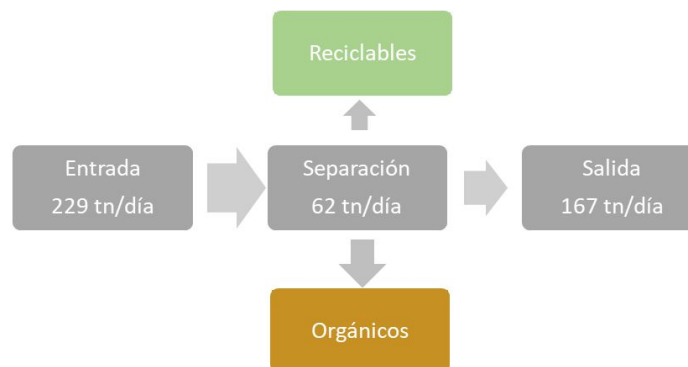 Reciclables
Entrada
229 tn/día
Separación
62 tn/día
Salida
167 tn/día
Orgánicos